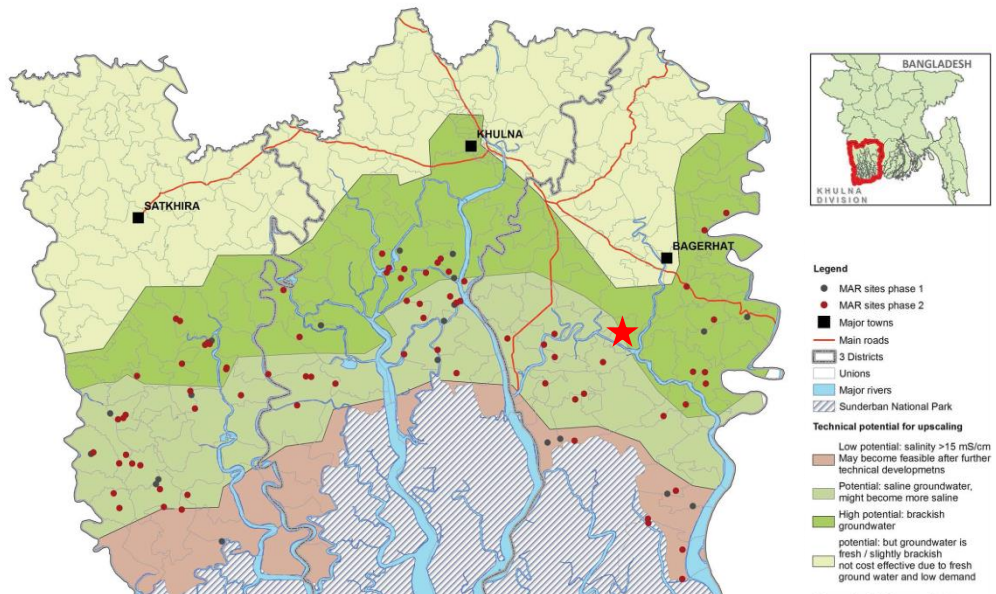 KHULNA
SATKHIRA
BAGERHAT
BANGLADESH
KHULNA
DIVISION
Legend
MAR sites phase 1
MAR sites phase 2
Major towns
Main roads
3 Districts
Unions
Major rivers
Sunderban National Park
Technical potential for upscaling
Low potential: salinity >15 mS/cm
May become feasible after further
technical developmetns
Potential: saline groundwater,
might become more saline
High potential: brackish
groundwater
potential: but groundwater is
fresh / slightly brackish
not cost effective due to fresh
ground water and low demand